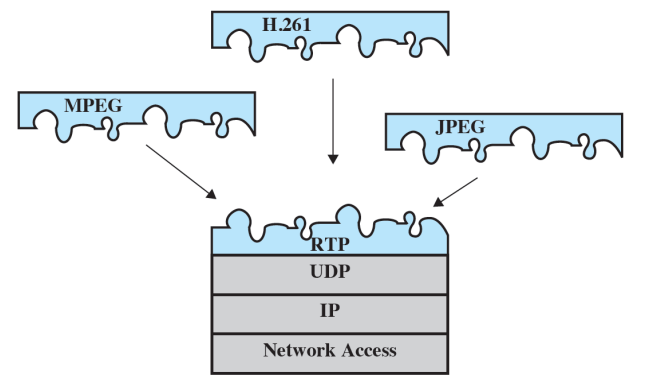 H.261
MPEG
JPEG
RTP
UDP
IP
Network Access